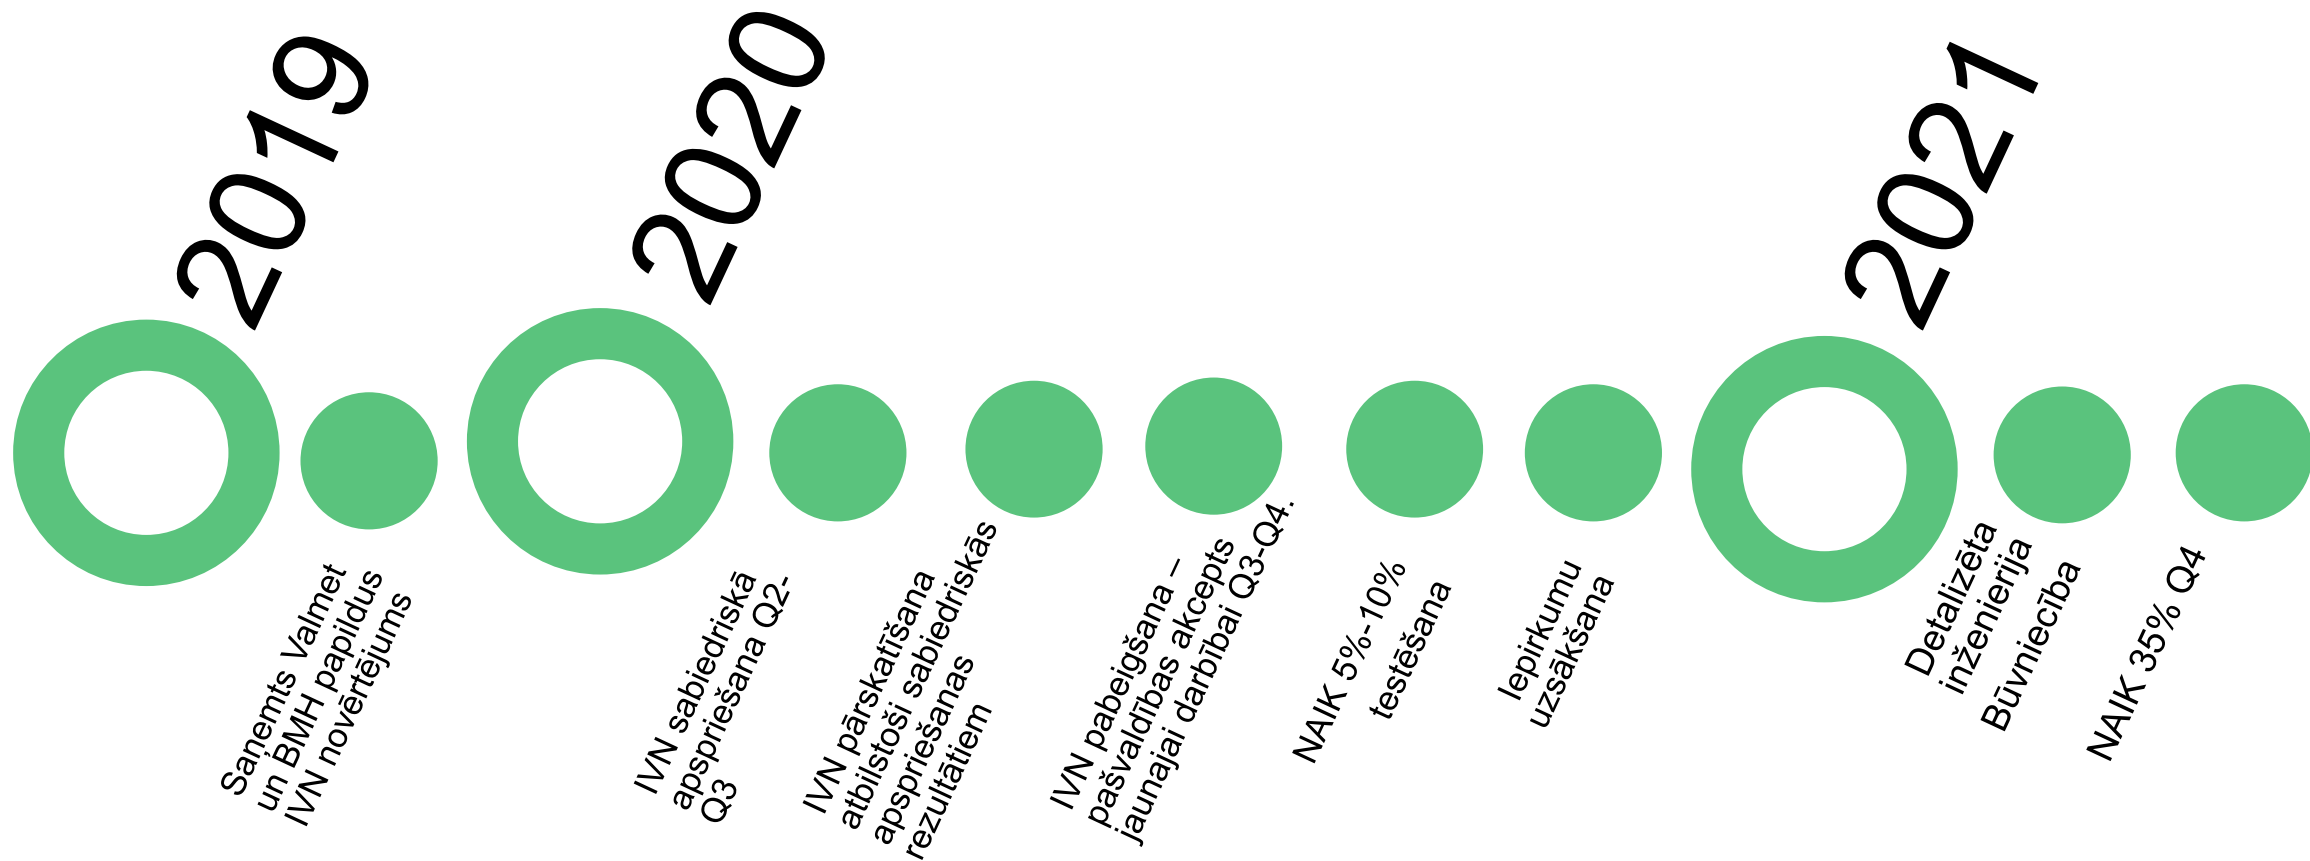 2019
Saņemts Valmet
un BMH papildus
IVN novērtējums
2020
IVN sabiedriskā
apspriešana Q2-
Q3
IVN pārskatīšana
atbilstoši sabiedriskās
apspriešanas
rezultātiem
IVN pabeigšana –
pašvaldības akcepts
jaunajai darbībai Q3-Q4.
NAIK 5%-10%
testēšana
Iepirkumu
uzsākšana
2021
Detalizēta
inženierija
Būvniecība
NAIK 35% Q4